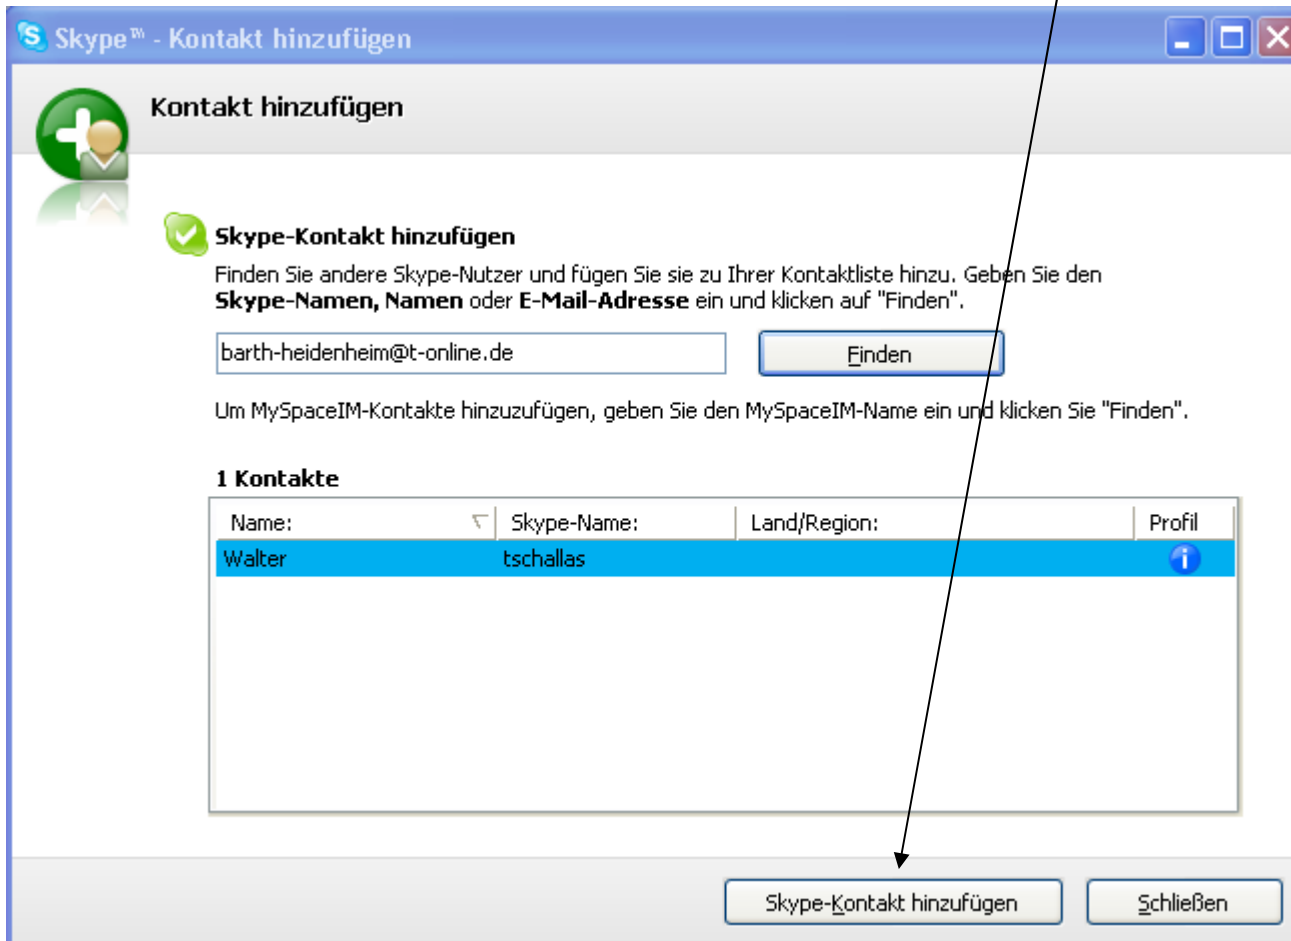 Skype™ - Kontakt hinzufügen
Kontakt hinzufügen
Skype-Kontakt hinzufügen
Finden Sie andere Skype-Nutzer und fügen Sie sie zu Ihrer Kontaktliste hinzu. Geben Sie den
Skype-Namen, Namen oder E-Mail-Adresse ein und klicken auf "Finden".
barth-heidenheim@t-online.de Finden
Um MySpaceIM-Kontakte hinzuzufügen, geben Sie den MySpaceIM-Name ein und klicken Sie "Finden".
1 Kontakte
Name: Skype-Name: Land/Region: Profil
Walter tschallas
Skype-Kontakt hinzufügen Schließen